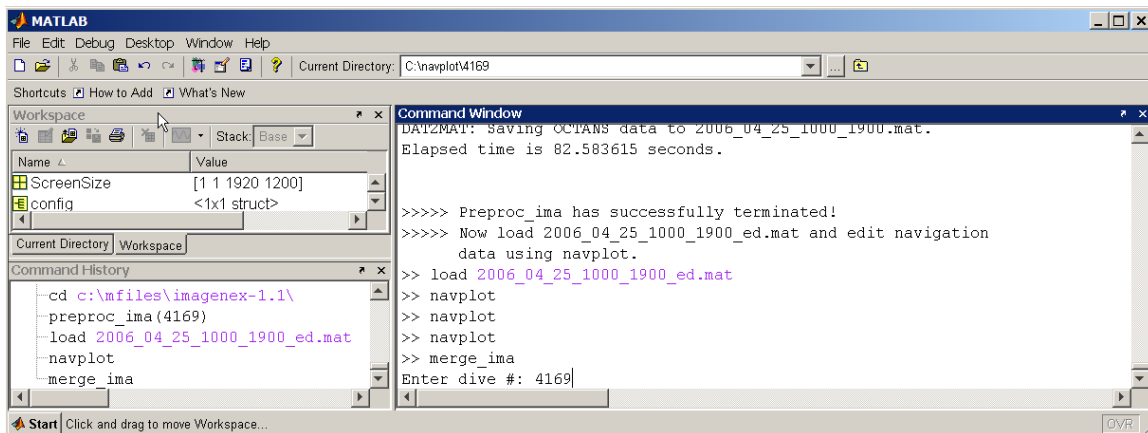 MATLAB
File Edit Debug Desktop Window Help
Current Directory: C:\navplot\4169
Shortcuts How to Add What's New
Workspace
Stack: Base
Name Value
ScreenSize [1 1 1920 1200]
config <1x1 struct>
Current Directory Workspace
Command History
cd c:\mfiles\imagenex-1.1\
preproc_ima(4169)
load 2006_04_25_1000_1900_ed.mat
navplot
merge_ima
Command Window
DAT2MAT: Saving OCTANS data to 2006_04_25_1000_1900.mat.
Elapsed time is 82.583615 seconds.
>>>>> Preproc_ima has successfully terminated!
>>>>> Now load 2006_04_25_1000_1900_ed.mat and edit navigation
data using navplot.
>> load 2006_04_25_1000_1900_ed.mat
>> navplot
>> navplot
>> navplot
>> merge_ima
Enter dive #: 4169
Start Click and drag to move Workspace...
OVR